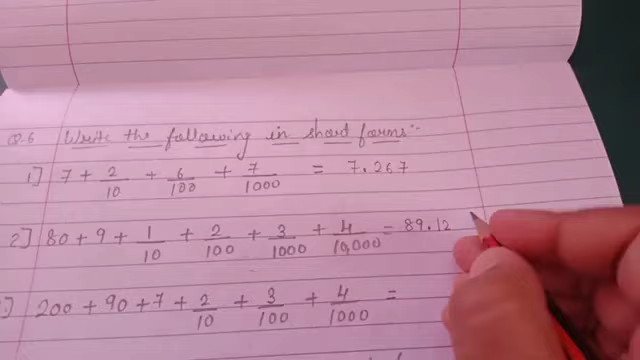 Q-6 Write the following in short forms:-
1] 7 + 2/10 + 6/100 + 7/1000 = 7.267
2] 80 + 9 + 1/10 + 2/100 + 3/1000 + 4/10,000 = 89.12
200 + 90 + 7 + 2/10 + 3/100 + 4/1000 =